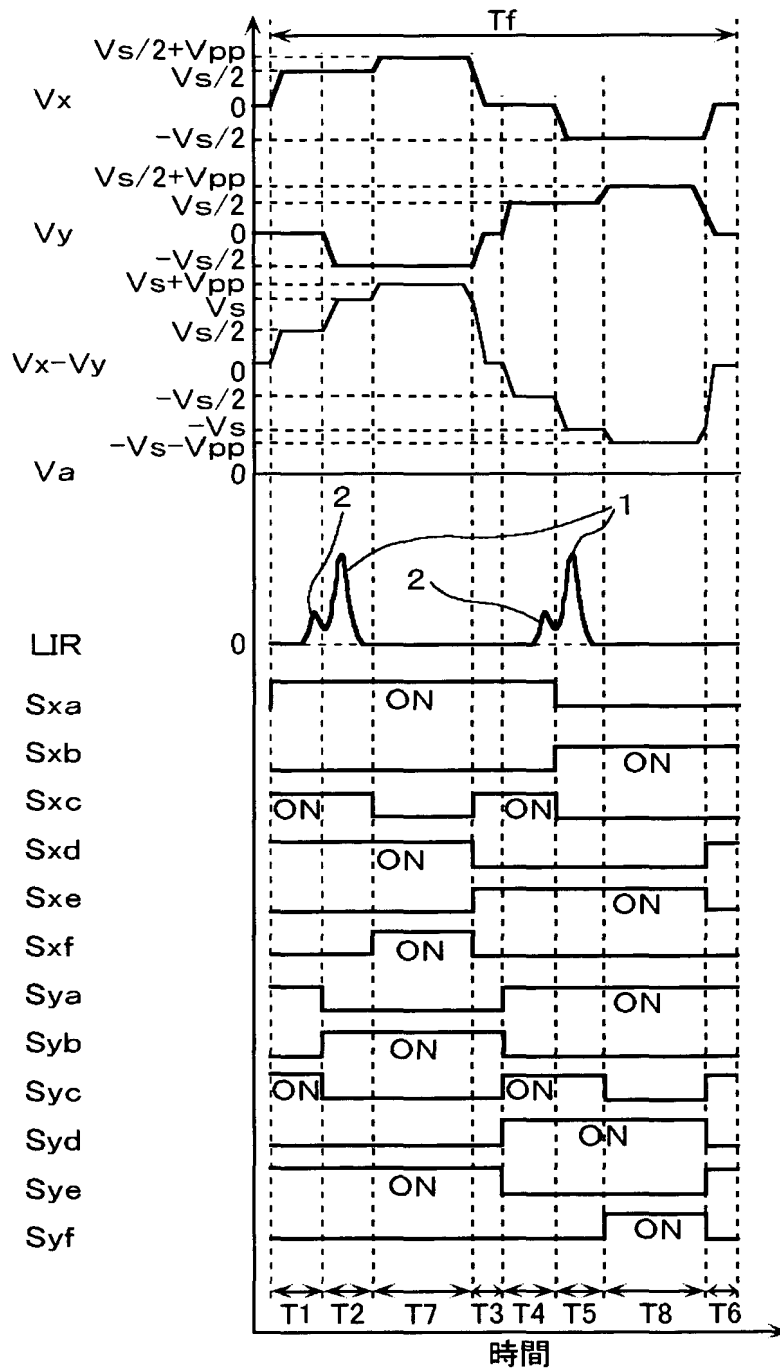 Tf
Vs/2+Vpp
Vs/2
Vx
0
-Vs/2
Vs/2+Vpp
Vs/2
Vy
0
-Vs/2
Vs+Vpp
Vs
Vs/2
Vx-Vy
0
-Vs/2
-Vs
-Vs-Vpp
Va
0
2
1
2
LIR
0
Sxa
ON
Sxb
ON
Sxc
ON
ON
Sxd
ON
Sxe
ON
Sxf
ON
Sya
ON
Syb
ON
Syc
ON
ON
Syd
ON
Sye
ON
Syf
ON
T1 T2 T7 T3 T4 T5 T8 T6
時間